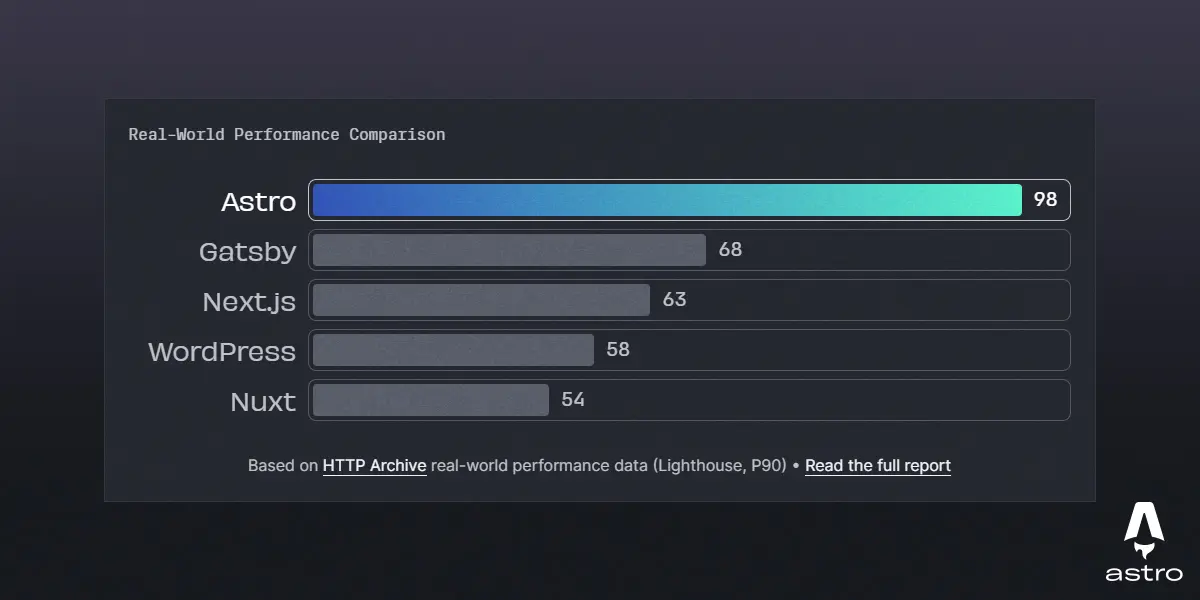 Real-World Performance Comparison
Astro 98
Gatsby 68
Next.js 63
WordPress 58
Nuxt 54
Based on HTTP Archive real-world performance data (Lighthouse, P90) • Read the full report
astro